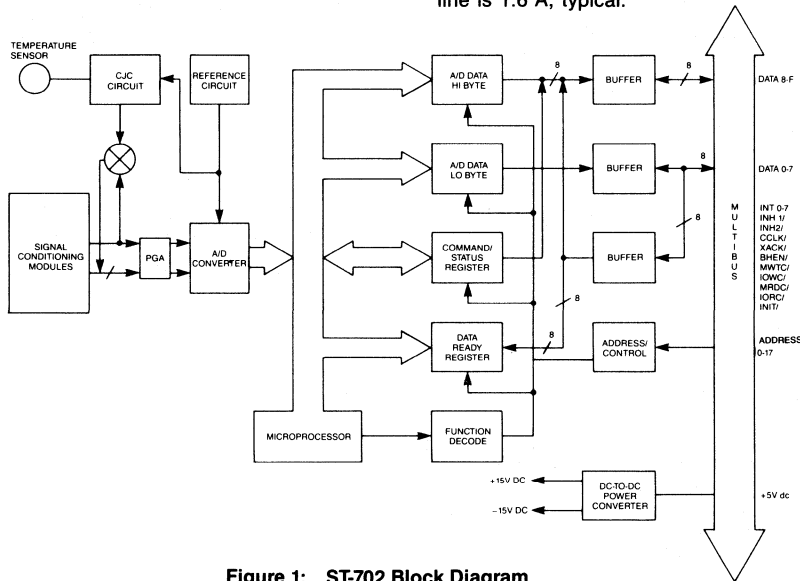 line is 1.6 A, typical.
TEMPERATURE
SENSOR
CJC
CIRCUIT
REFERENCE
CIRCUIT
SIGNAL
CONDITIONING
MODULES
PGA
A/D
CONVERTER
MICROPROCESSOR
A/D DATA
HI BYTE
A/D DATA
LO BYTE
COMMAND/
STATUS
REGISTER
DATA
READY
REGISTER
FUNCTION
DECODE
8
8
8
BUFFER
BUFFER
BUFFER
ADDRESS/
CONTROL
8
8
8
DC-TO-DC
POWER
CONVERTER
+15V DC
−15V DC
MULTIBUS
DATA 8-F
DATA 0-7
INT 0-7
INH 1/
INH2/
CCLK/
XACK/
BHEN/
MWTC/
IOWC/
MRDC/
IORC/
INIT/
ADDRESS
0-17
+5V dc
Figure 1: ST-702 Block Diagram